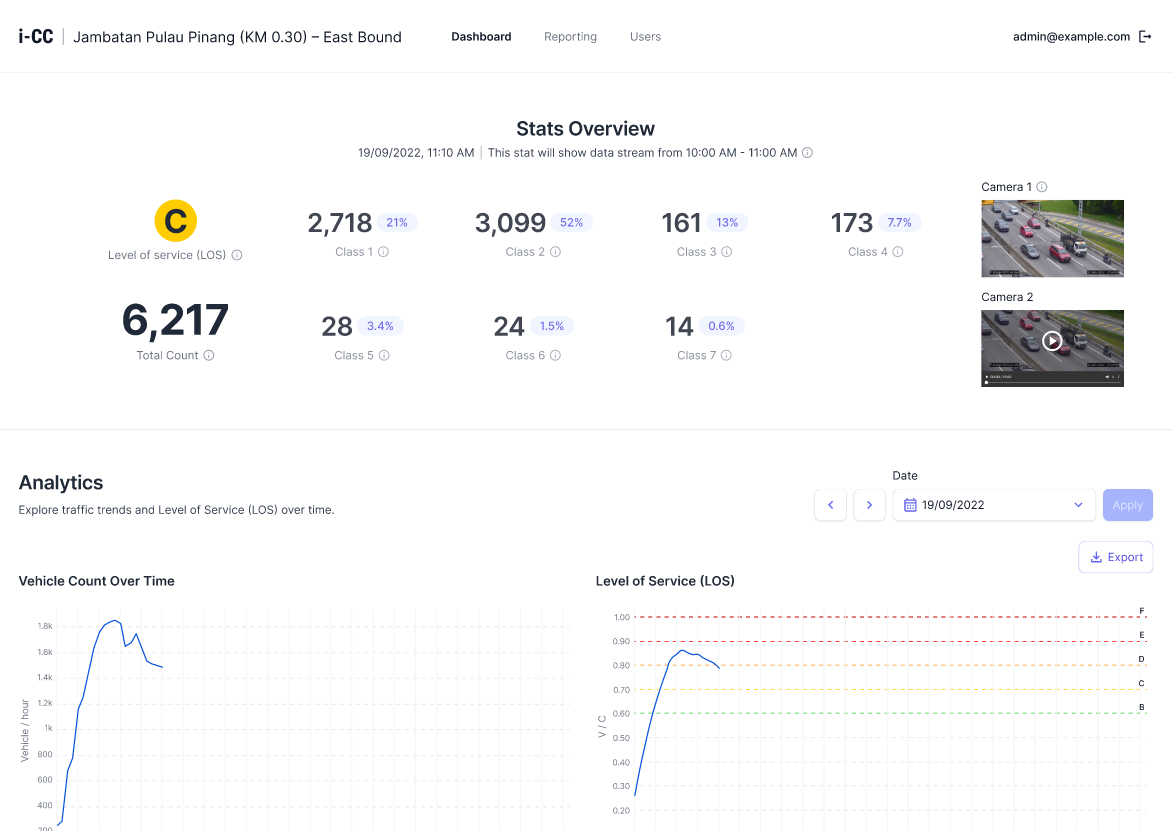 i-CC | Jambatan Pulau Pinang (KM 0.30) – East Bound Dashboard Reporting Users admin@example.com
Stats Overview
19/09/2022, 11:10 AM | This stat will show data stream from 10:00 AM - 11:00 AM
C
Level of service (LOS)
6,217
Total Count
2,718 21%
Class 1
3,099 52%
Class 2
161 13%
Class 3
173 7.7%
Class 4
28 3.4%
Class 5
24 1.5%
Class 6
14 0.6%
Class 7
Camera 1
Camera 2
Analytics
Explore traffic trends and Level of Service (LOS) over time.
Date
19/09/2022
Apply
Export
Vehicle Count Over Time
Vehicle / hour
1.8k
1.6k
1.4k
1.2k
1k
800
600
400
200
Level of Service (LOS)
V / C
1.00
0.90
0.80
0.70
0.60
0.50
0.40
0.30
0.20
F
E
D
C
B